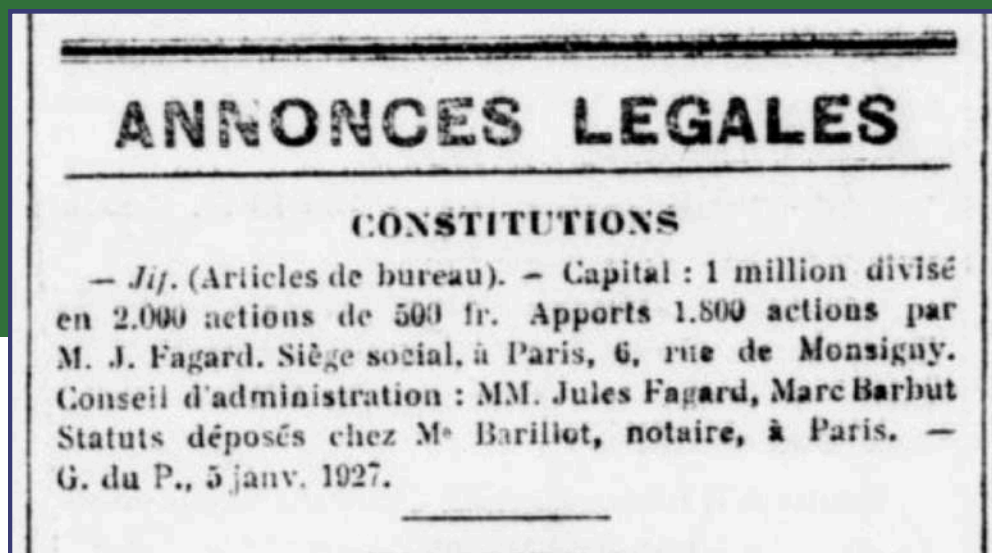 ANNONCES LEGALES
CONSTITUTIONS
— Jif. (Articles de bureau). — Capital : 1 million divisé
en 2.000 actions de 500 fr. Apports 1.800 actions par
M. J. Fagard. Siège social, à Paris, 6, rue de Monsigny.
Conseil d'administration : MM. Jules Fagard, Marc Barbut
Statuts déposés chez Mᵉ Barillot, notaire, à Paris. —
G. du P., 5 janv. 1927.